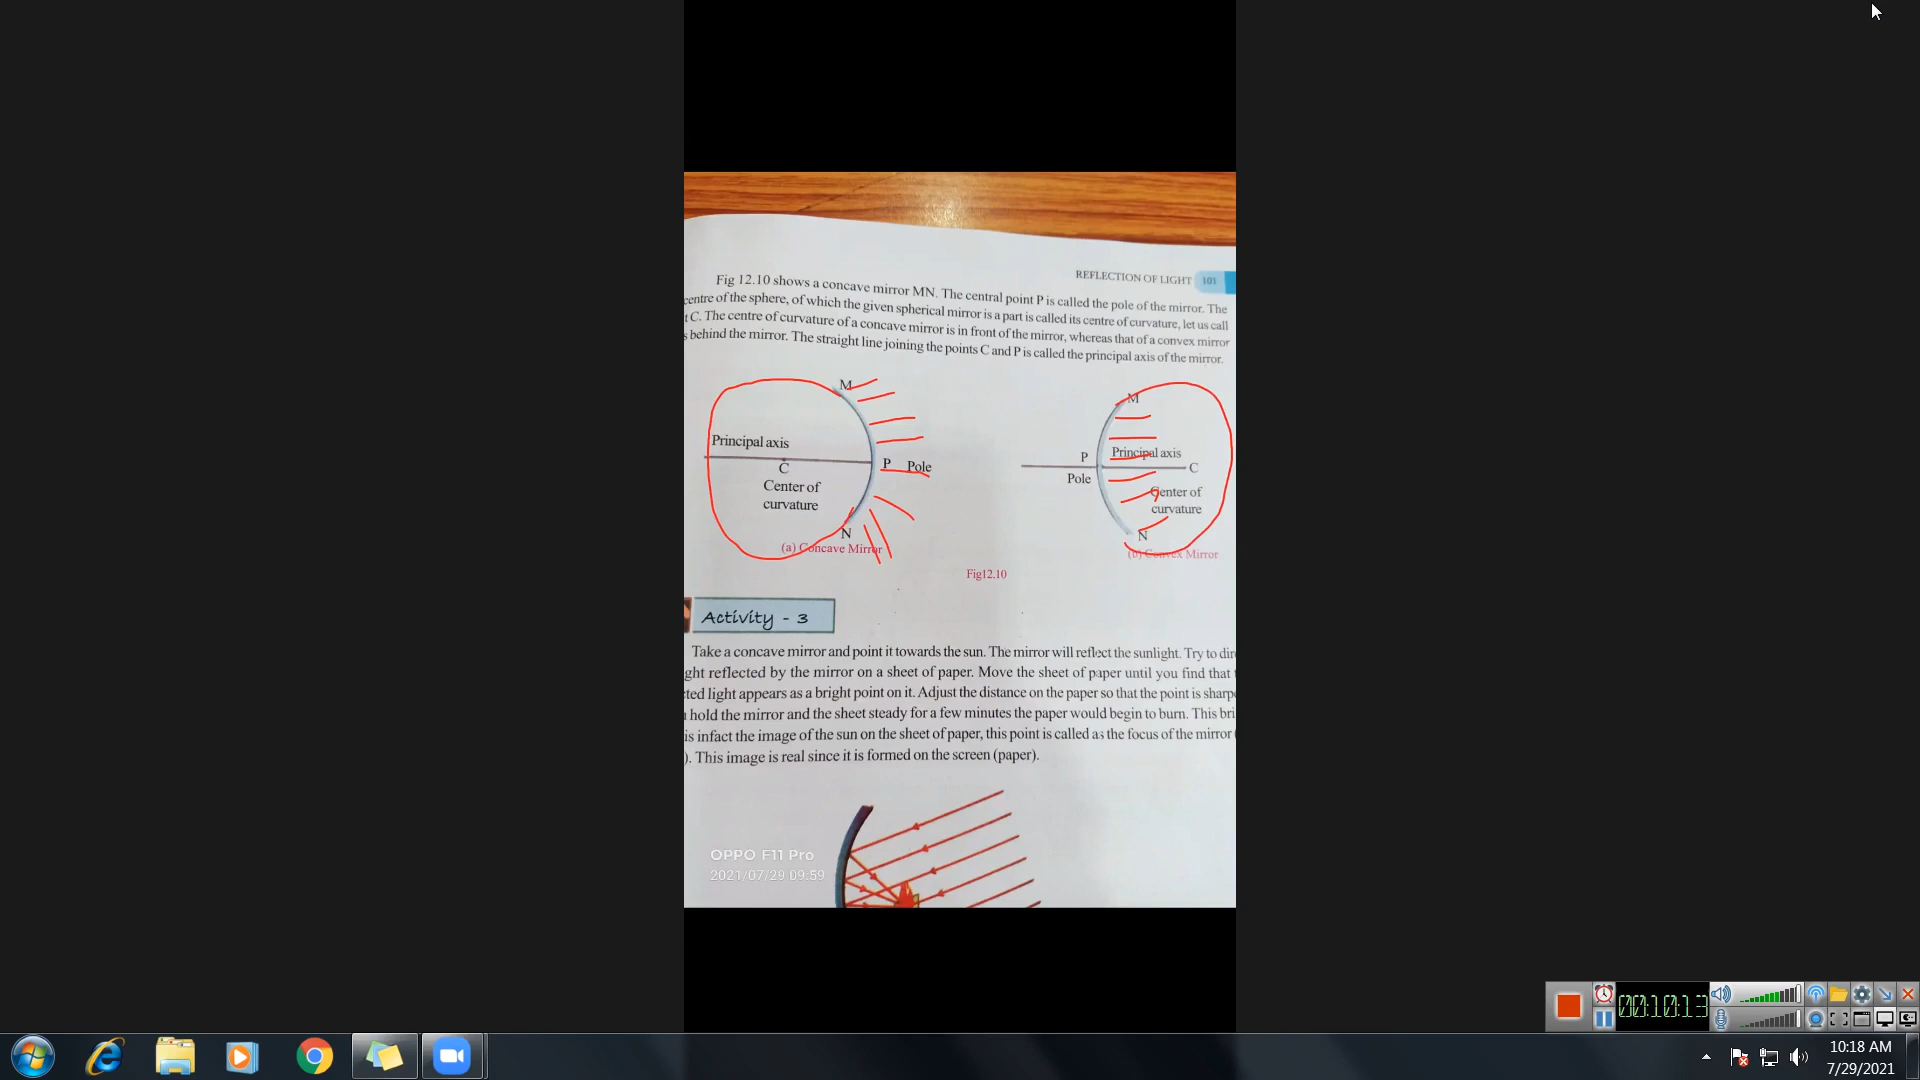 REFLECTION OF LIGHT 101
Fig 12.10 shows a concave mirror MN. The central point P is called the pole of the mirror. The
centre of the sphere, of which the given spherical mirror is a part is called its centre of curvature, let us call
t C. The centre of curvature of a concave mirror is in front of the mirror, whereas that of a convex mirror
s behind the mirror. The straight line joining the points C and P is called the principal axis of the mirror.
M
Principal axis
C
Center of
curvature
P Pole
N
(a) Concave Mirror
M
P
Pole
Principal axis
C
Center of
curvature
N
(b) Convex Mirror
Fig12.10
Activity - 3
Take a concave mirror and point it towards the sun. The mirror will reflect the sunlight. Try to dir
ght reflected by the mirror on a sheet of paper. Move the sheet of paper until you find that
ted light appears as a bright point on it. Adjust the distance on the paper so that the point is sharp
hold the mirror and the sheet steady for a few minutes the paper would begin to burn. This bri
is infact the image of the sun on the sheet of paper, this point is called as the focus of the mirror
). This image is real since it is formed on the screen (paper).
OPPO F11 Pro
2021/07/29 09:59
00:10:13
10:18 AM
7/29/2021